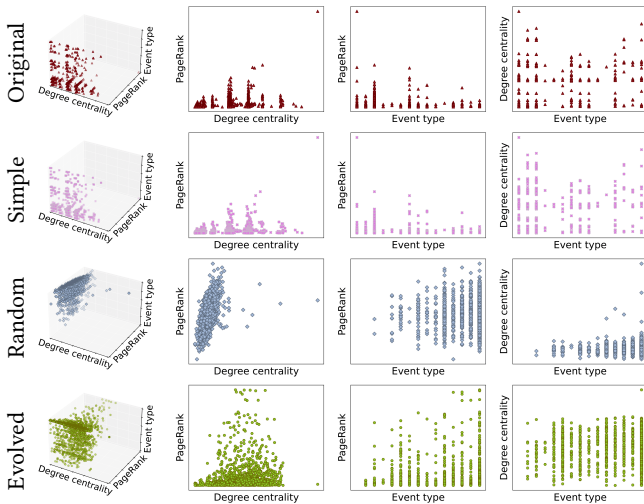 Original
Degree centrality
PageRank
Event type
PageRank
Degree centrality
PageRank
Event type
Degree centrality
Event type
Simple
Degree centrality
PageRank
Event type
PageRank
Degree centrality
PageRank
Event type
Degree centrality
Event type
Random
Degree centrality
PageRank
Event type
PageRank
Degree centrality
PageRank
Event type
Degree centrality
Event type
Evolved
Degree centrality
PageRank
Event type
PageRank
Degree centrality
PageRank
Event type
Degree centrality
Event type